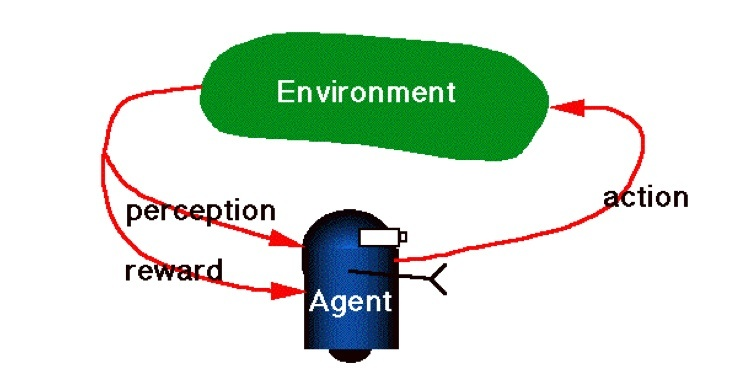 Environment
perception
action
reward
Agent